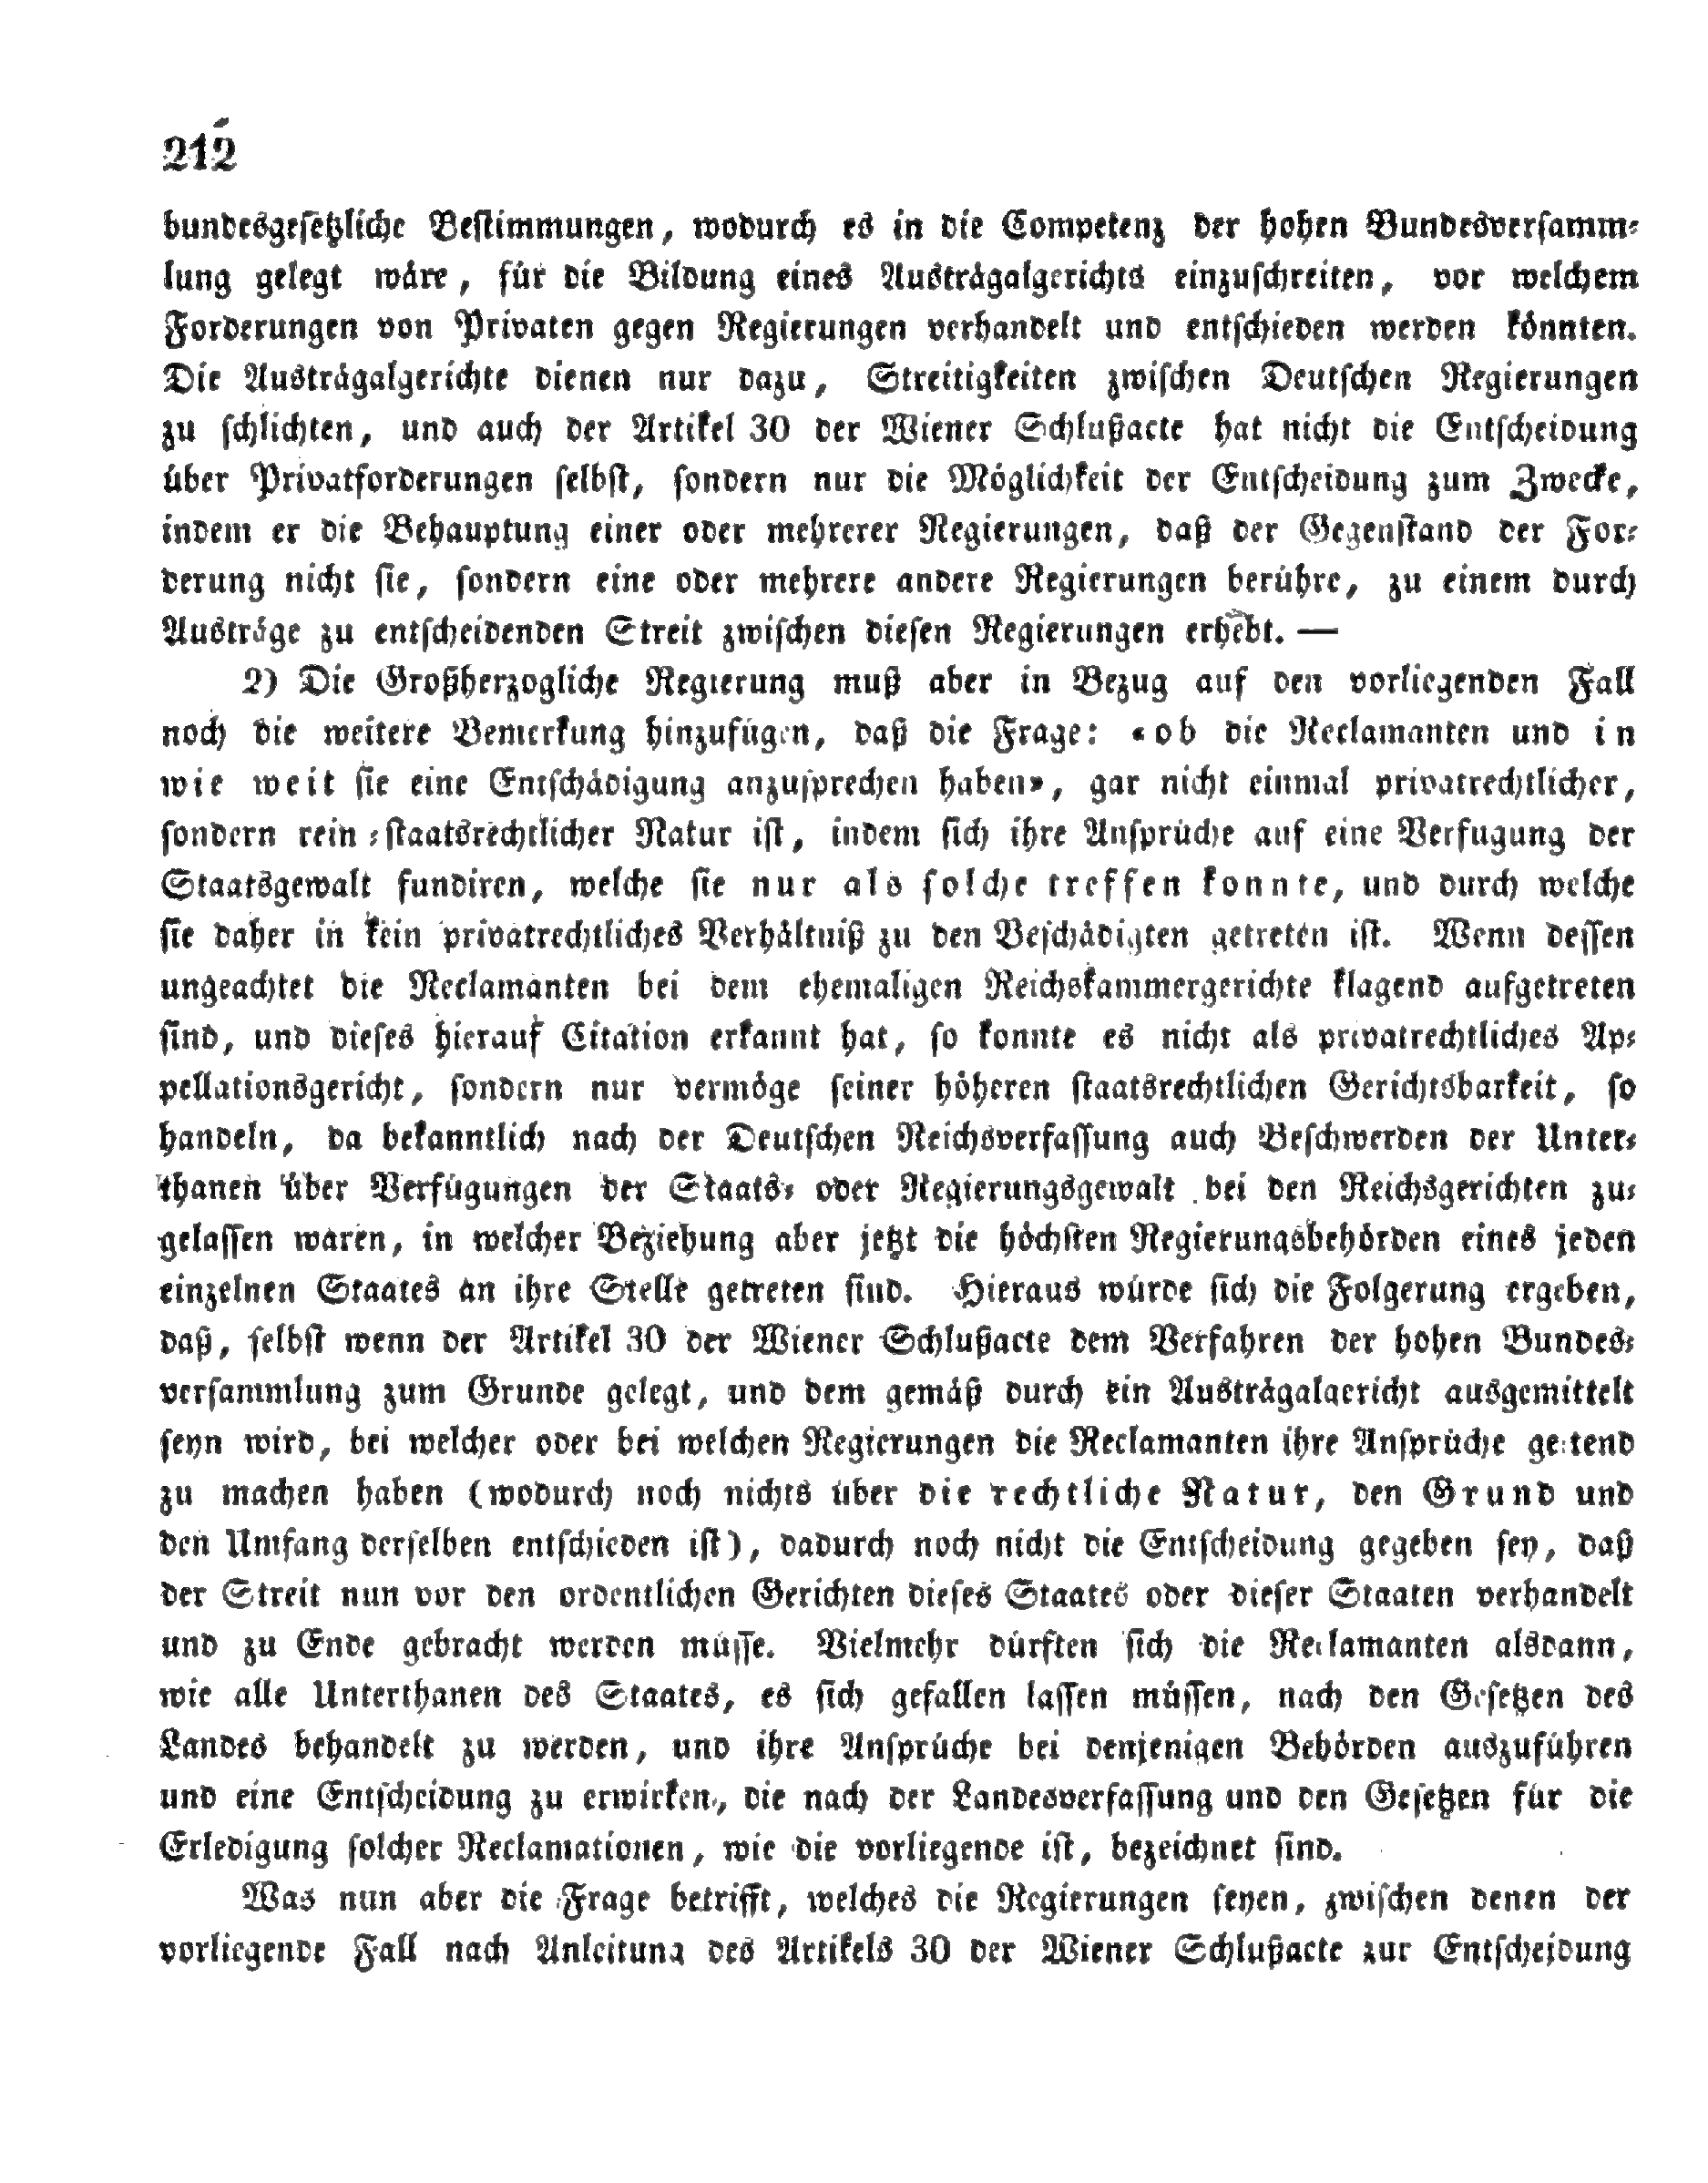 212
bundesgesetzliche Bestimmungen, wodurch es in die Competenz der hohen Bundesversamm-
lung gelegt wäre, für die Bildung eines Austrägalgerichts einzuschreiten, vor welchem
Forderungen von Privaten gegen Regierungen verhandelt und entschieden werden könnten.
Die Austrägalgerichte dienen nur dazu, Streitigkeiten zwischen Deutschen Regierungen
zu schlichten, und auch der Artikel 30 der Wiener Schlußacte hat nicht die Entscheidung
über Privatforderungen selbst, sondern nur die Möglichkeit der Entscheidung zum Zwecke,
indem er die Behauptung einer oder mehrerer Regierungen, daß der Gegenstand der For-
derung nicht sie, sondern eine oder mehrere andere Regierungen berühre, zu einem durch
Austräge zu entscheidenden Streit zwischen diesen Regierungen erhebt. —
2) Die Großherzogliche Regierung muß aber in Bezug auf den vorliegenden Fall
noch die weitere Bemerkung hinzufügen, daß die Frage: «ob die Reclamanten und in
wie weit sie eine Entschädigung anzusprechen haben», gar nicht einmal privatrechtlicher,
sondern rein-staatsrechtlicher Natur ist, indem sich ihre Ansprüche auf eine Verfugung der
Staatsgewalt fundiren, welche sie nur als solche treffen konnte, und durch welche
sie daher in kein privatrechtliches Verhältniß zu den Beschädigten getreten ist. Wenn dessen
ungeachtet die Reclamanten bei dem ehemaligen Reichskammergerichte klagend aufgetreten
sind, und dieses hierauf Citation erkannt hat, so konnte es nicht als privatrechtliches Ap-
pellationsgericht, sondern nur vermöge seiner höheren staatsrechtlichen Gerichtsbarkeit, so
handeln, da bekanntlich nach der Deutschen Reichsverfassung auch Beschwerden der Unter-
thanen über Verfügungen der Staats- oder Regierungsgewalt bei den Reichsgerichten zu-
gelassen waren, in welcher Beziehung aber jetzt die höchsten Regierungsbehörden eines jeden
einzelnen Staates an ihre Stelle getreten sind. Hieraus würde sich die Folgerung ergeben,
daß, selbst wenn der Artikel 30 der Wiener Schlußacte dem Verfahren der hohen Bundes-
versammlung zum Grunde gelegt, und dem gemäß durch ein Austrägalgericht ausgemittelt
seyn wird, bei welcher oder bei welchen Regierungen die Reclamanten ihre Ansprüche geltend
zu machen haben (wodurch noch nichts über die rechtliche Natur, den Grund und
den Umfang derselben entschieden ist), dadurch noch nicht die Entscheidung gegeben sey, daß
der Streit nun vor den ordentlichen Gerichten dieses Staates oder dieser Staaten verhandelt
und zu Ende gebracht werden müsse. Vielmehr dürften sich die Reclamanten alsdann,
wie alle Unterthanen des Staates, es sich gefallen lassen müssen, nach den Gesetzen des
Landes behandelt zu werden, und ihre Ansprüche bei denjenigen Behörden auszuführen
und eine Entscheidung zu erwirken, die nach der Landesverfassung und den Gesetzen für die
Erledigung solcher Reclamationen, wie die vorliegende ist, bezeichnet sind.
Was nun aber die Frage betrifft, welches die Regierungen seyen, zwischen denen der
vorliegende Fall nach Anleitung des Artikels 30 der Wiener Schlußacte zur Entscheidung